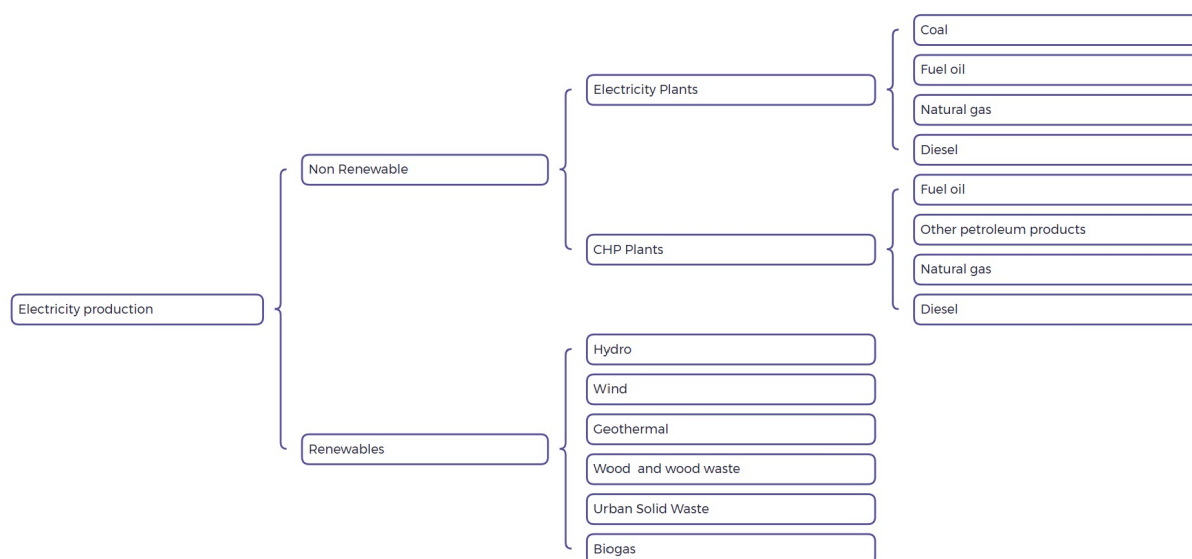 Coal
Fuel oil
Electricity Plants
Natural gas
Diesel
Non Renewable
Fuel oil
Other petroleum products
CHP Plants
Natural gas
Electricity production
Diesel
Hydro
Wind
Geothermal
Renewables
Wood  and wood waste
Urban Solid Waste
Biogas